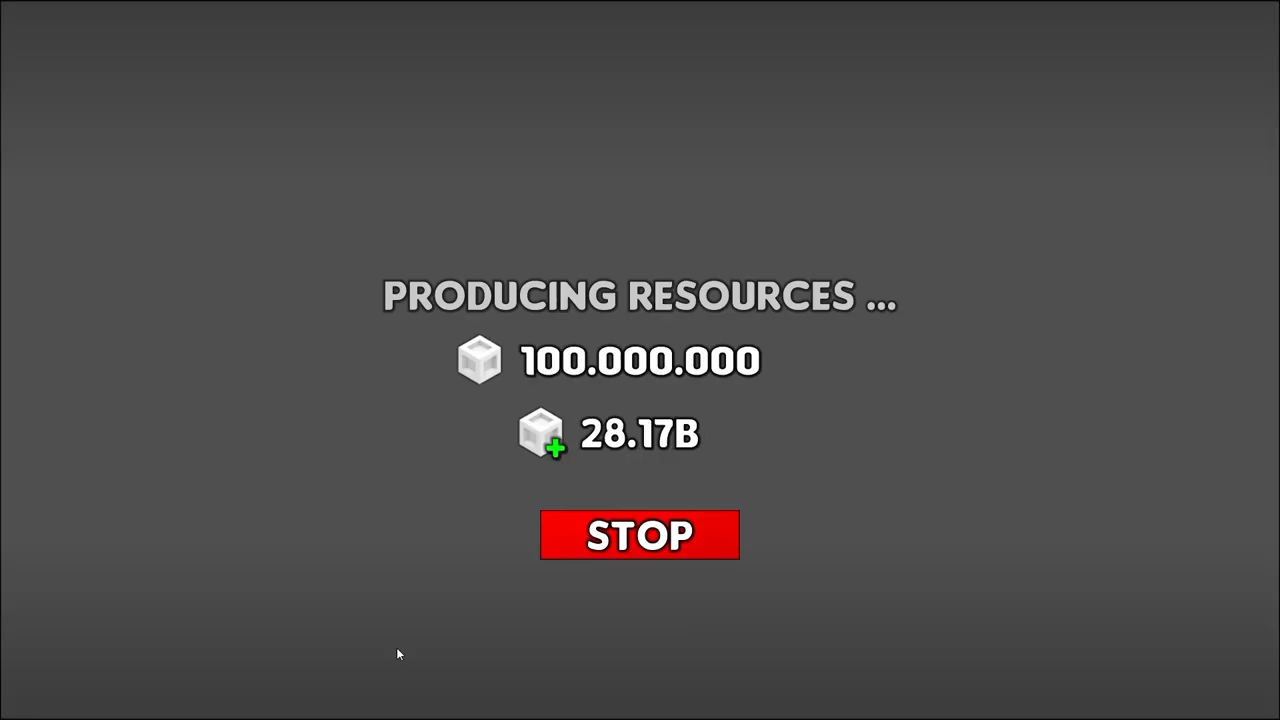 PRODUCING RESOURCES ...
100.000.000
28.17B
STOP